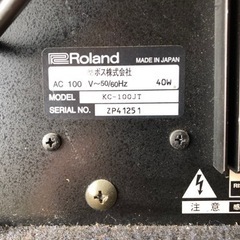 Roland
MADE IN JAPAN
ボス株式会社
AC 100 V~50/60Hz 40W
MODEL KC-100JT
SERIAL NO. ZP41251
注意